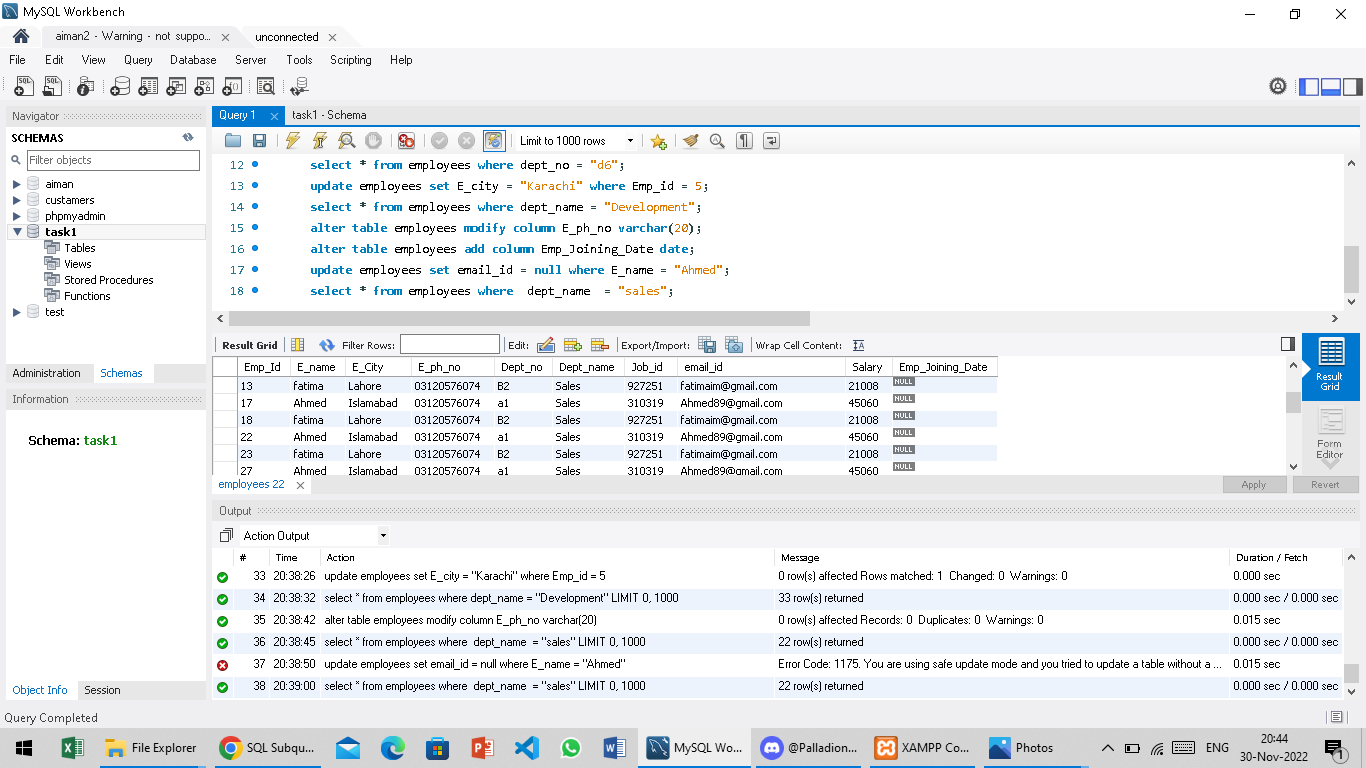 MySQL Workbench
aiman2 - Warning - not suppo...
unconnected
File Edit View Query Database Server Tools Scripting Help
Navigator
SCHEMAS
Filter objects
aiman
custamers
phpmyadmin
task1
Tables
Views
Stored Procedures
Functions
test
Administration Schemas
Information
Schema: task1
Object Info Session
Query 1
task1 - Schema
Limit to 1000 rows
12 select * from employees where dept_no = "d6";
13 update employees set E_city = "Karachi" where Emp_id = 5;
14 select * from employees where dept_name = "Development";
15 alter table employees modify column E_ph_no varchar(20);
16 alter table employees add column Emp_Joining_Date date;
17 update employees set email_id = null where E_name = "Ahmed";
18 select * from employees where  dept_name  = "sales";
Result Grid Filter Rows: Edit: Export/Import: Wrap Cell Content:
Emp_Id E_name E_City E_ph_no Dept_no Dept_name Job_id email_id Salary Emp_Joining_Date
13 fatima Lahore 03120576074 B2 Sales 927251 fatimaim@gmail.com 21008 NULL
17 Ahmed Islamabad 03120576074 a1 Sales 310319 Ahmed89@gmail.com 45060 NULL
18 fatima Lahore 03120576074 B2 Sales 927251 fatimaim@gmail.com 21008 NULL
22 Ahmed Islamabad 03120576074 a1 Sales 310319 Ahmed89@gmail.com 45060 NULL
23 fatima Lahore 03120576074 B2 Sales 927251 fatimaim@gmail.com 21008 NULL
27 Ahmed Islamabad 03120576074 a1 Sales 310319 Ahmed89@gmail.com 45060 NULL
Result
Grid
Form
Editor
employees 22
Apply Revert
Output
Action Output
# Time Action Message Duration / Fetch
33 20:38:26 update employees set E_city = "Karachi" where Emp_id = 5 0 row(s) affected Rows matched: 1  Changed: 0  Warnings: 0 0.000 sec
34 20:38:32 select * from employees where dept_name = "Development" LIMIT 0, 1000 33 row(s) returned 0.000 sec / 0.000 sec
35 20:38:42 alter table employees modify column E_ph_no varchar(20) 0 row(s) affected Records: 0  Duplicates: 0  Warnings: 0 0.015 sec
36 20:38:45 select * from employees where  dept_name  = "sales" LIMIT 0, 1000 22 row(s) returned 0.000 sec / 0.000 sec
37 20:38:50 update employees set email_id = null where E_name = "Ahmed" Error Code: 1175. You are using safe update mode and you tried to update a table without a ... 0.015 sec
38 20:39:00 select * from employees where  dept_name  = "sales" LIMIT 0, 1000 22 row(s) returned 0.000 sec / 0.000 sec
Query Completed
File Explorer
SQL Subqu...
MySQL Wo...
@Palladion...
XAMPP Co...
Photos
ENG
20:44
30-Nov-2022
1